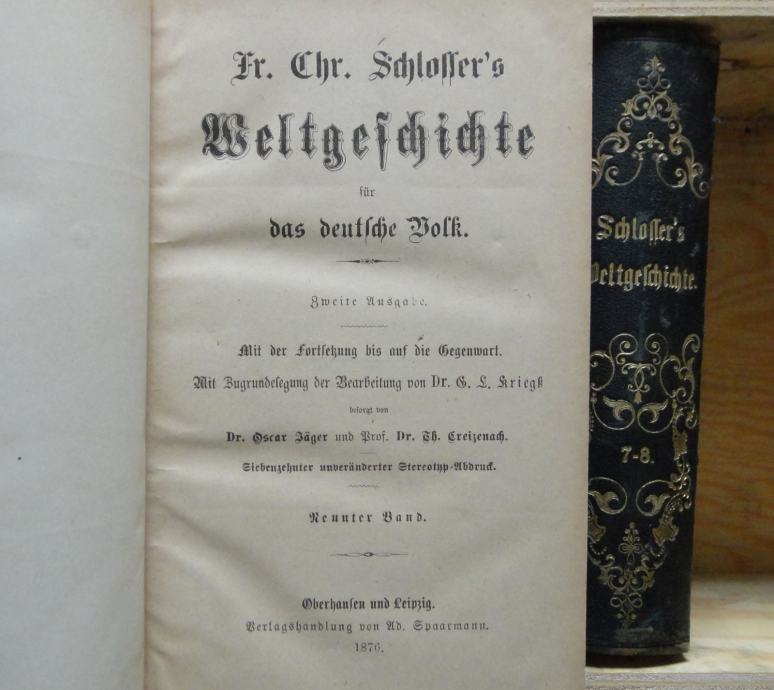 Fr. Chr. Schlosser's
Weltgeschichte
für
das deutsche Volk.
Zweite Ausgabe.
Mit der Fortsetzung bis auf die Gegenwart.
Mit Zugrundelegung der Bearbeitung von Dr. G. L. Kriegk
besorgt von
Dr. Oscar Jäger und Prof. Dr. Th. Creizenach.
Siebenzehnter unveränderter Stereotyp-Abdruck.
Neunter Band.
Oberhausen und Leipzig.
Verlagshandlung von Ad. Spaarmann.
1876.
Schlosser's
Weltgeschichte.
7-8.